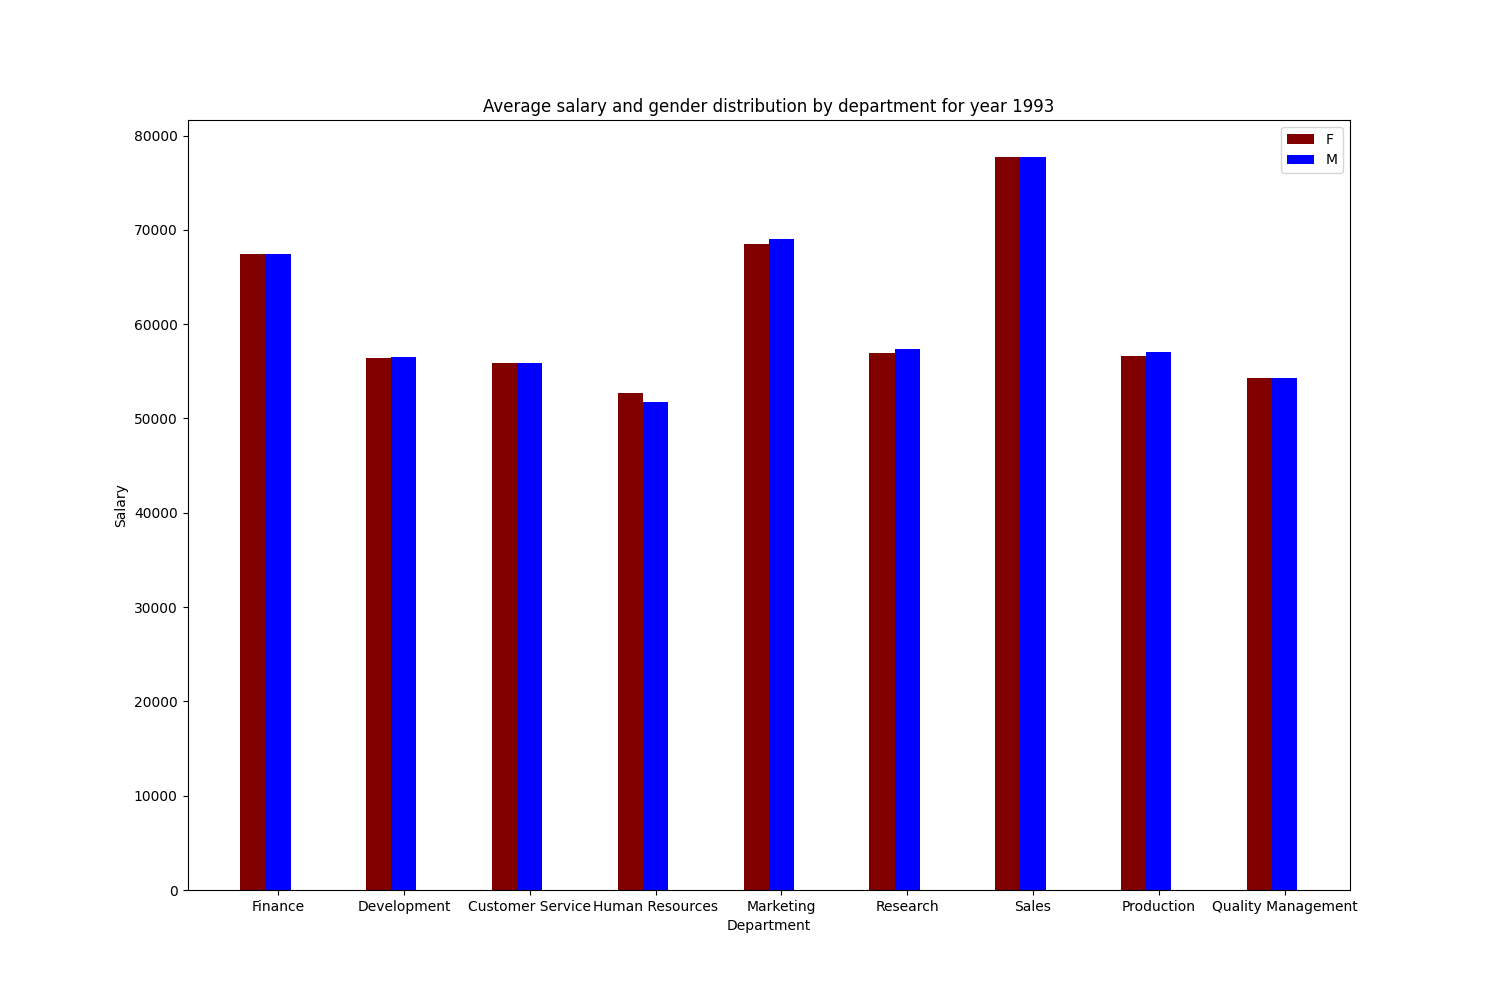 Average salary and gender distribution by department for year 1993
F
M
80000
70000
60000
50000
40000
30000
20000
10000
0
Salary
Finance Development Customer Service Human Resources Marketing Research Sales Production Quality Management
Department